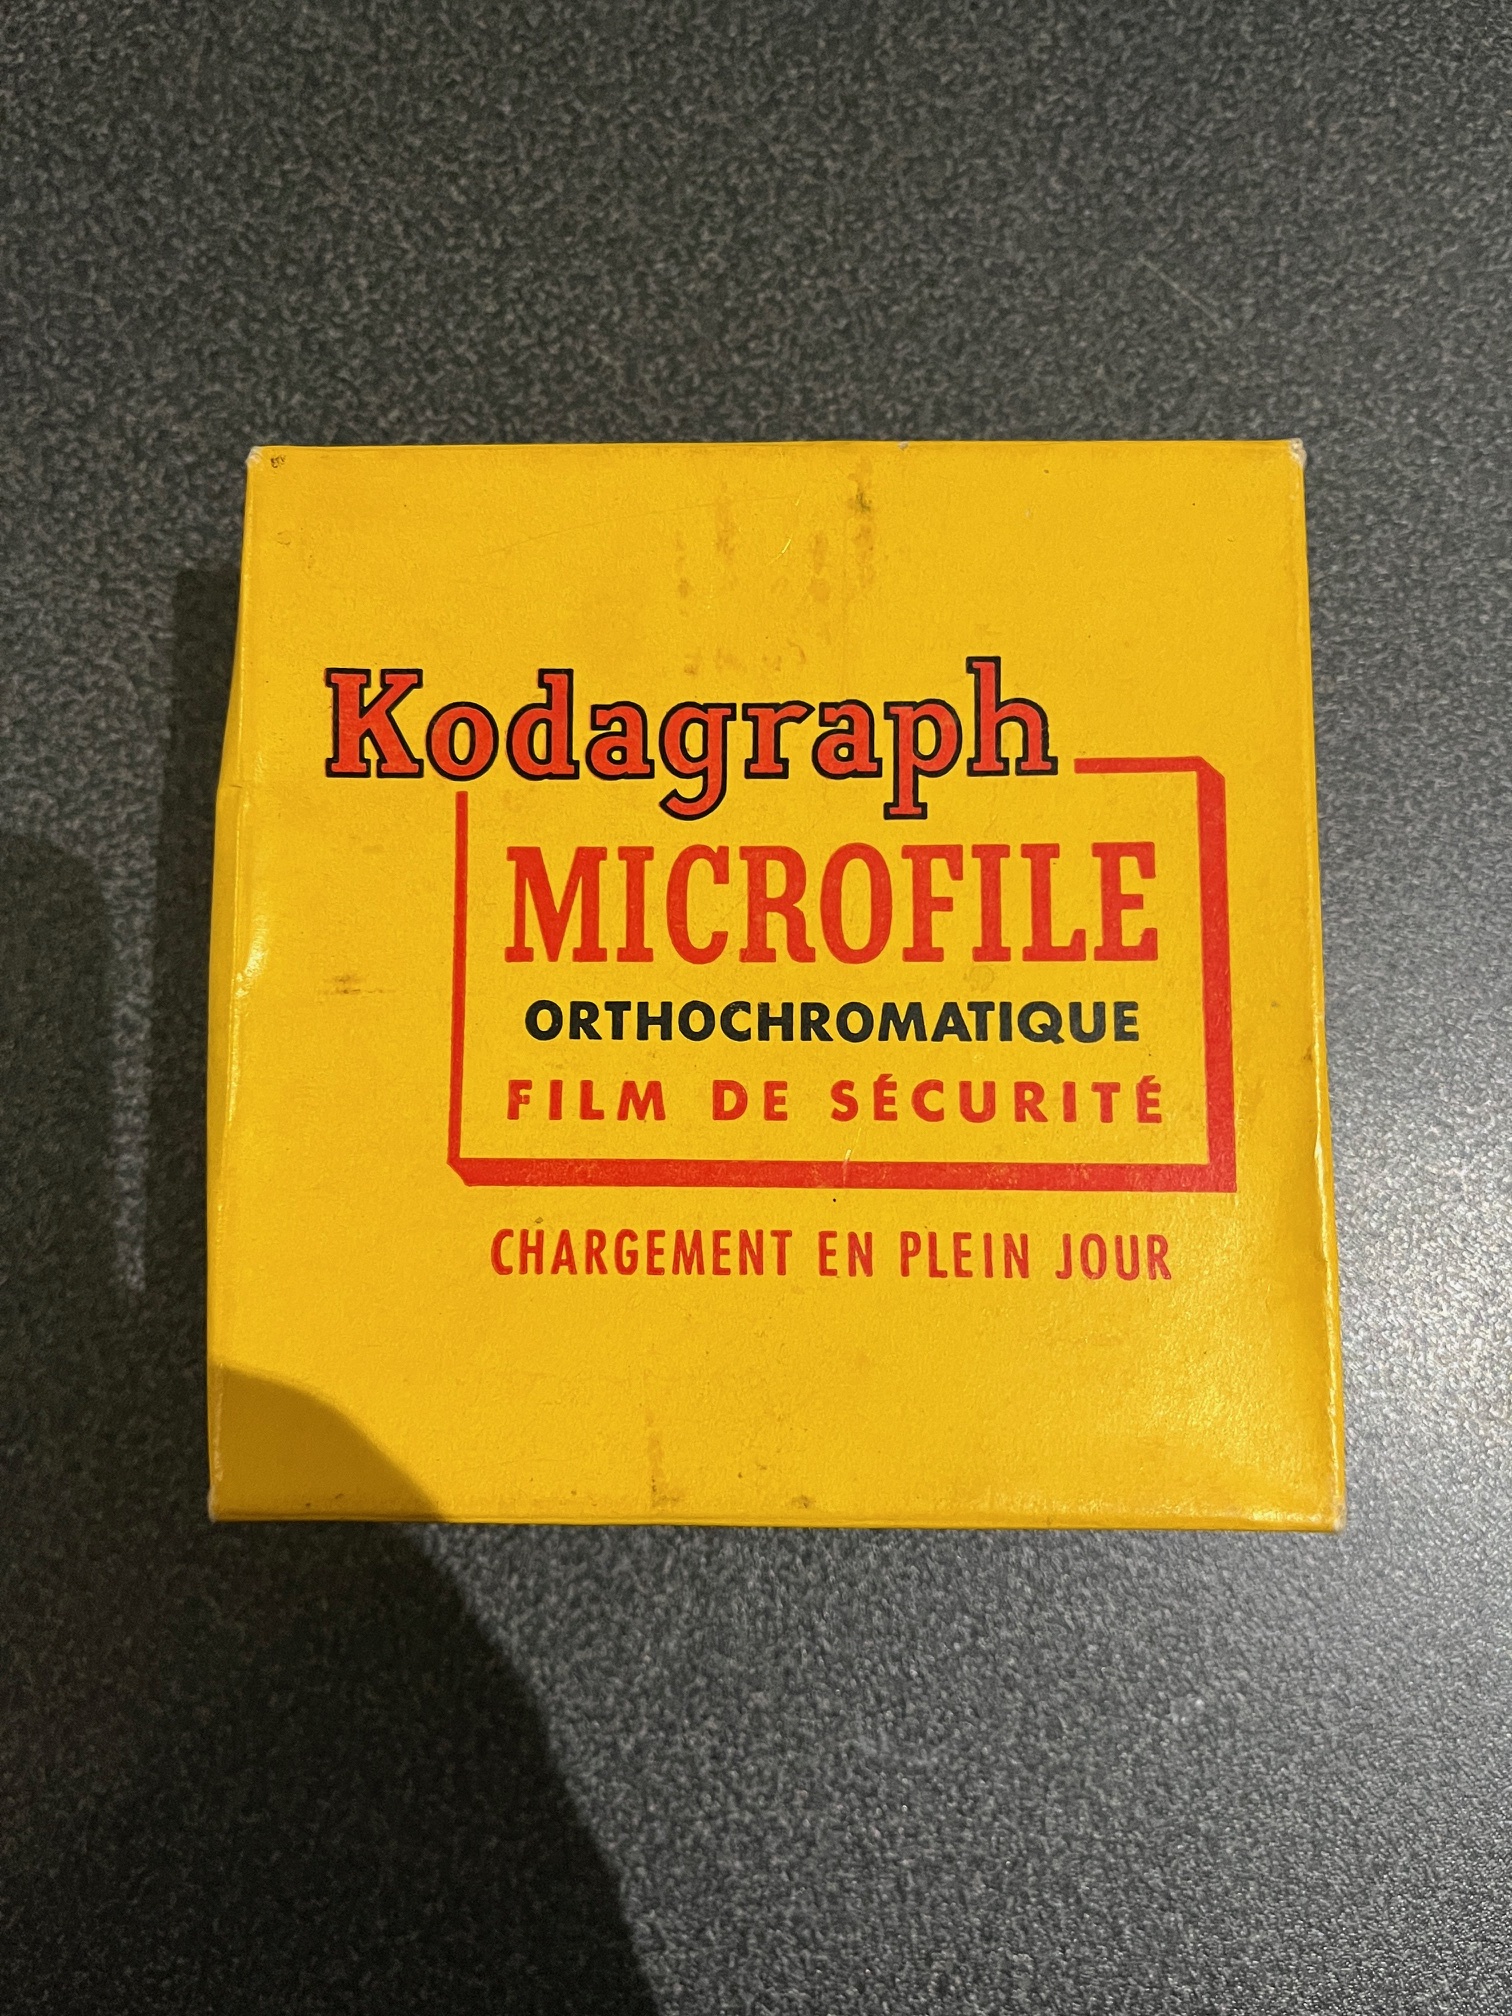 Kodagraph
MICROFILE
ORTHOCHROMATIQUE
FILM DE SÉCURITÉ
CHARGEMENT EN PLEIN JOUR